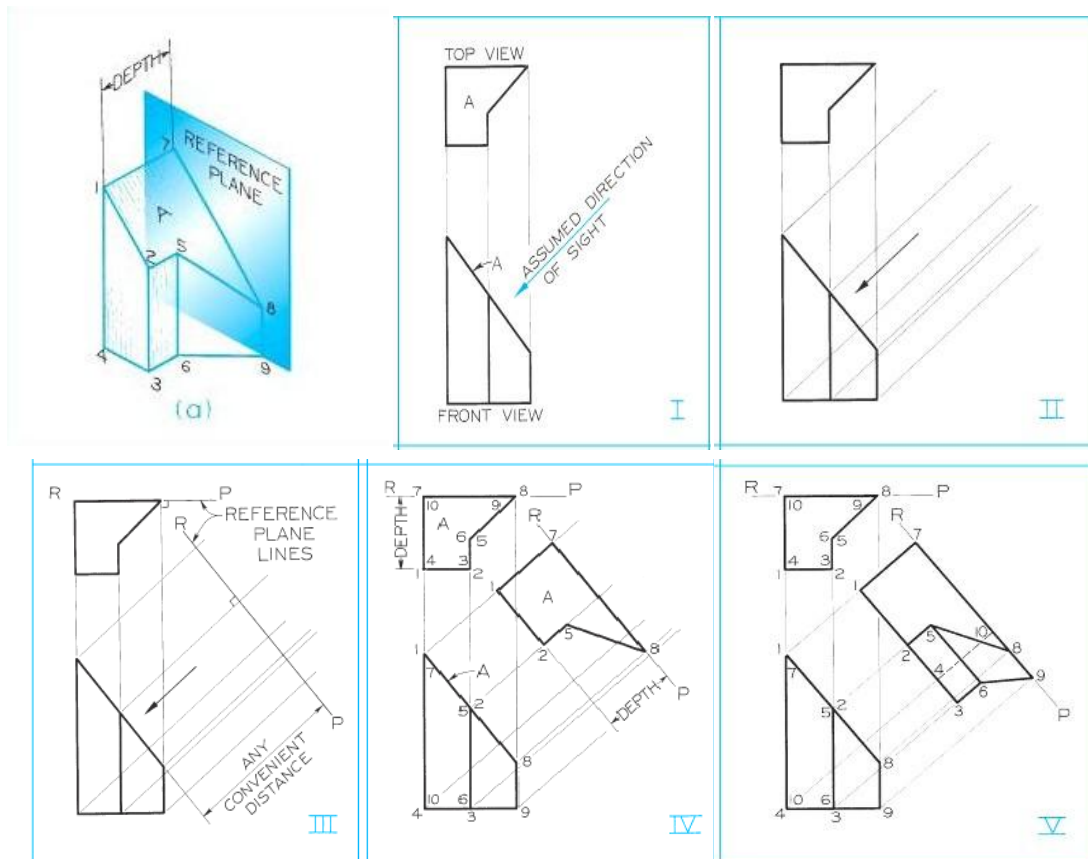 DEPTH
7
REFERENCE
PLANE
1
A
2
5
8
4
6
3
9
(a)
TOP VIEW
A
ASSUMED DIRECTION
OF SIGHT
A
FRONT VIEW
I
II
R
P
R
REFERENCE
PLANE
LINES
P
ANY
CONVENIENT
DISTANCE
III
R
7
8
P
10
9
DEPTH
A
6
5
4
3
1
2
R
7
1
A
5
2
8
1
A
7
DEPTH
P
2
5
8
10
6
4
3
9
IV
R
7
8
P
10
9
R
6
5
7
4
3
1
2
1
5
10
2
8
1
4
9
7
6
3
2
5
P
8
10
6
4
3
9
V